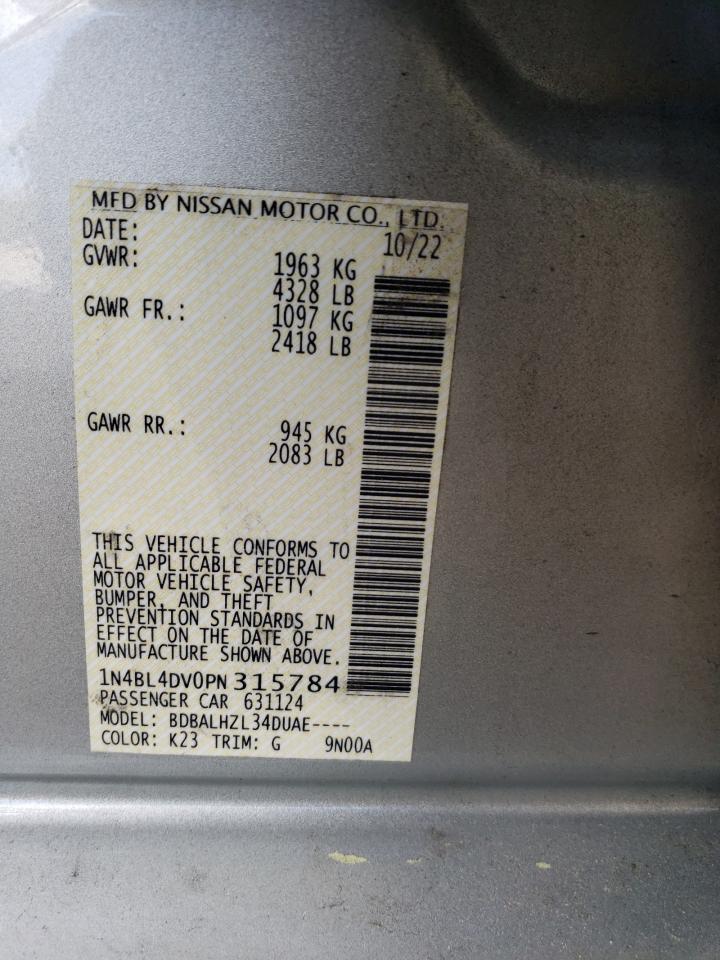 MFD BY NISSAN MOTOR CO., LTD.
DATE: 10/22
GVWR: 1963 KG
4328 LB
GAWR FR.: 1097 KG
2418 LB
GAWR RR.: 945 KG
2083 LB
THIS VEHICLE CONFORMS TO
ALL APPLICABLE FEDERAL
MOTOR VEHICLE SAFETY,
BUMPER, AND THEFT
PREVENTION STANDARDS IN
EFFECT ON THE DATE OF
MANUFACTURE SHOWN ABOVE.
1N4BL4DV0PN315784
PASSENGER CAR 631124
MODEL: BDBALHZL34DUAE----
COLOR: K23 TRIM: G 9N00A